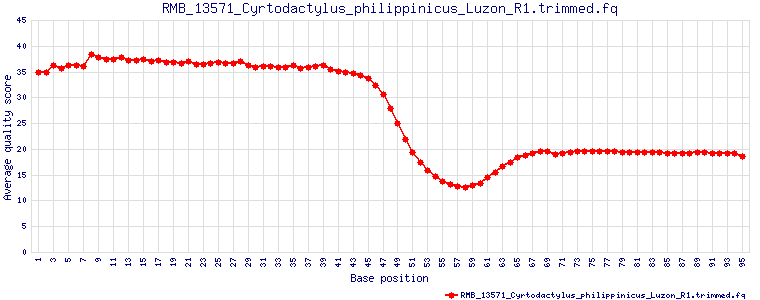 RMB_13571_Cyrtodactylus_philippinicus_Luzon_R1.trimmed.fq
45
40
35
30
25
20
15
10
5
0
Average quality score
1 3 5 7 9 11 13 15 17 19 21 23 25 27 29 31 33 35 37 39 41 43 45 47 49 51 53 55 57 59 61 63 65 67 69 71 73 75 77 79 81 83 85 87 89 91 93 95
Base position
RMB_13571_Cyrtodactylus_philippinicus_Luzon_R1.trimmed.fq